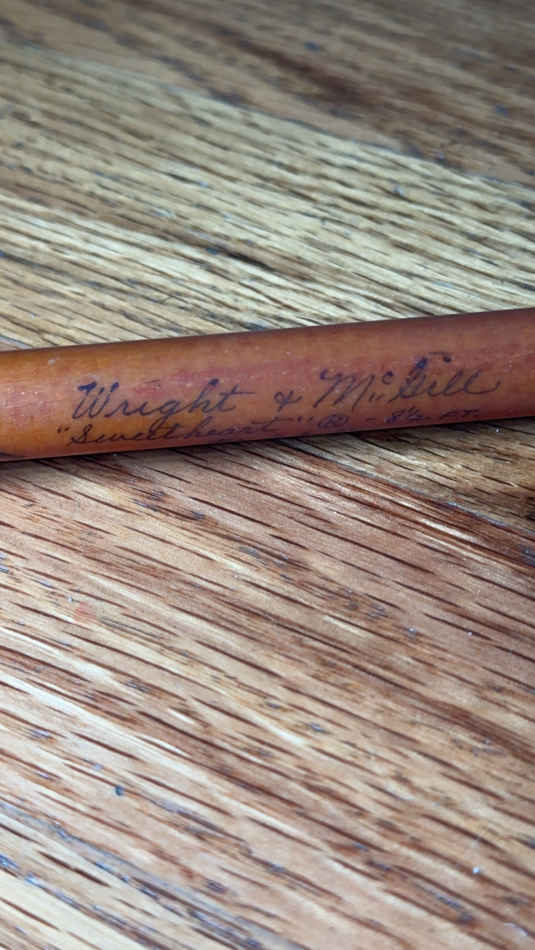 Wright & McGill
"Sweetheart" ® - 8½ FT.